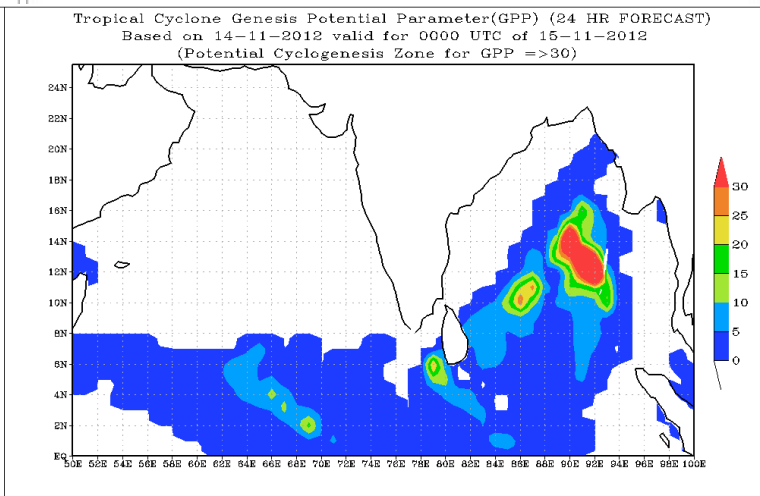 Tropical Cyclone Genesis Potential Parameter(GPP) (24 HR FORECAST)
Based on 14-11-2012 valid for 0000 UTC of 15-11-2012
(Potential Cyclogenesis Zone for GPP =>30)
24N
22N
20N
18N
16N
14N
12N
10N
8N
6N
4N
2N
EQ
50E 52E 54E 56E 58E 60E 62E 64E 66E 68E 70E 72E 74E 76E 78E 80E 82E 84E 86E 88E 90E 92E 94E 96E 98E 100E
30
25
20
15
10
5
0